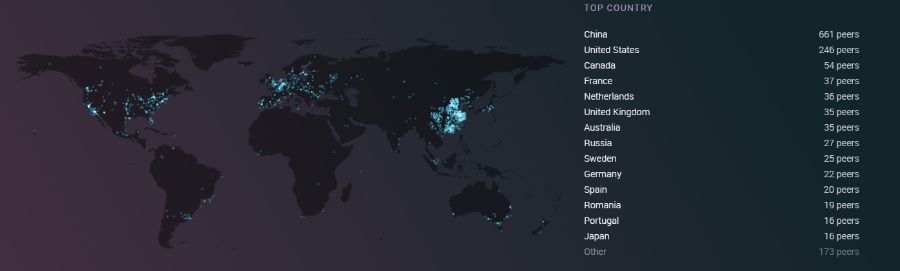 TOP COUNTRY
China 661 peers
United States 246 peers
Canada 54 peers
France 37 peers
Netherlands 36 peers
United Kingdom 35 peers
Australia 35 peers
Russia 27 peers
Sweden 25 peers
Germany 22 peers
Spain 20 peers
Romania 19 peers
Portugal 16 peers
Japan 16 peers
Other 173 peers